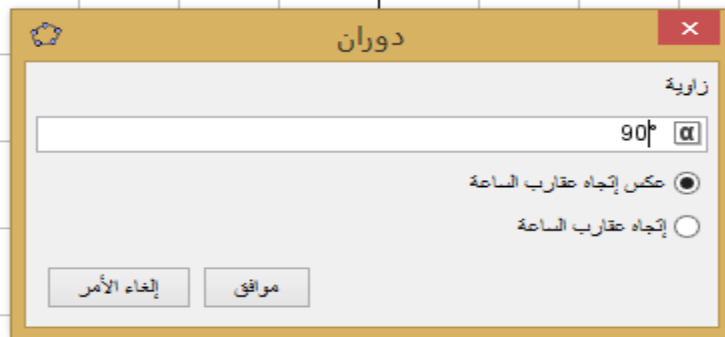 دوران
زاوية
90° α
عكس إتجاه عقارب الساعة
إتجاه عقارب الساعة
موافق
إلغاء الأمر